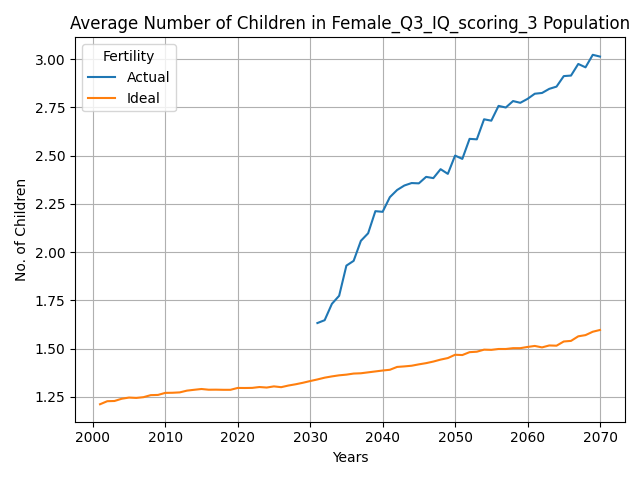 Average Number of Children in Female_Q3_IQ_scoring_3 Population
Fertility
Actual
Ideal
No. of Children
3.00
2.75
2.50
2.25
2.00
1.75
1.50
1.25
2000 2010 2020 2030 2040 2050 2060 2070
Years